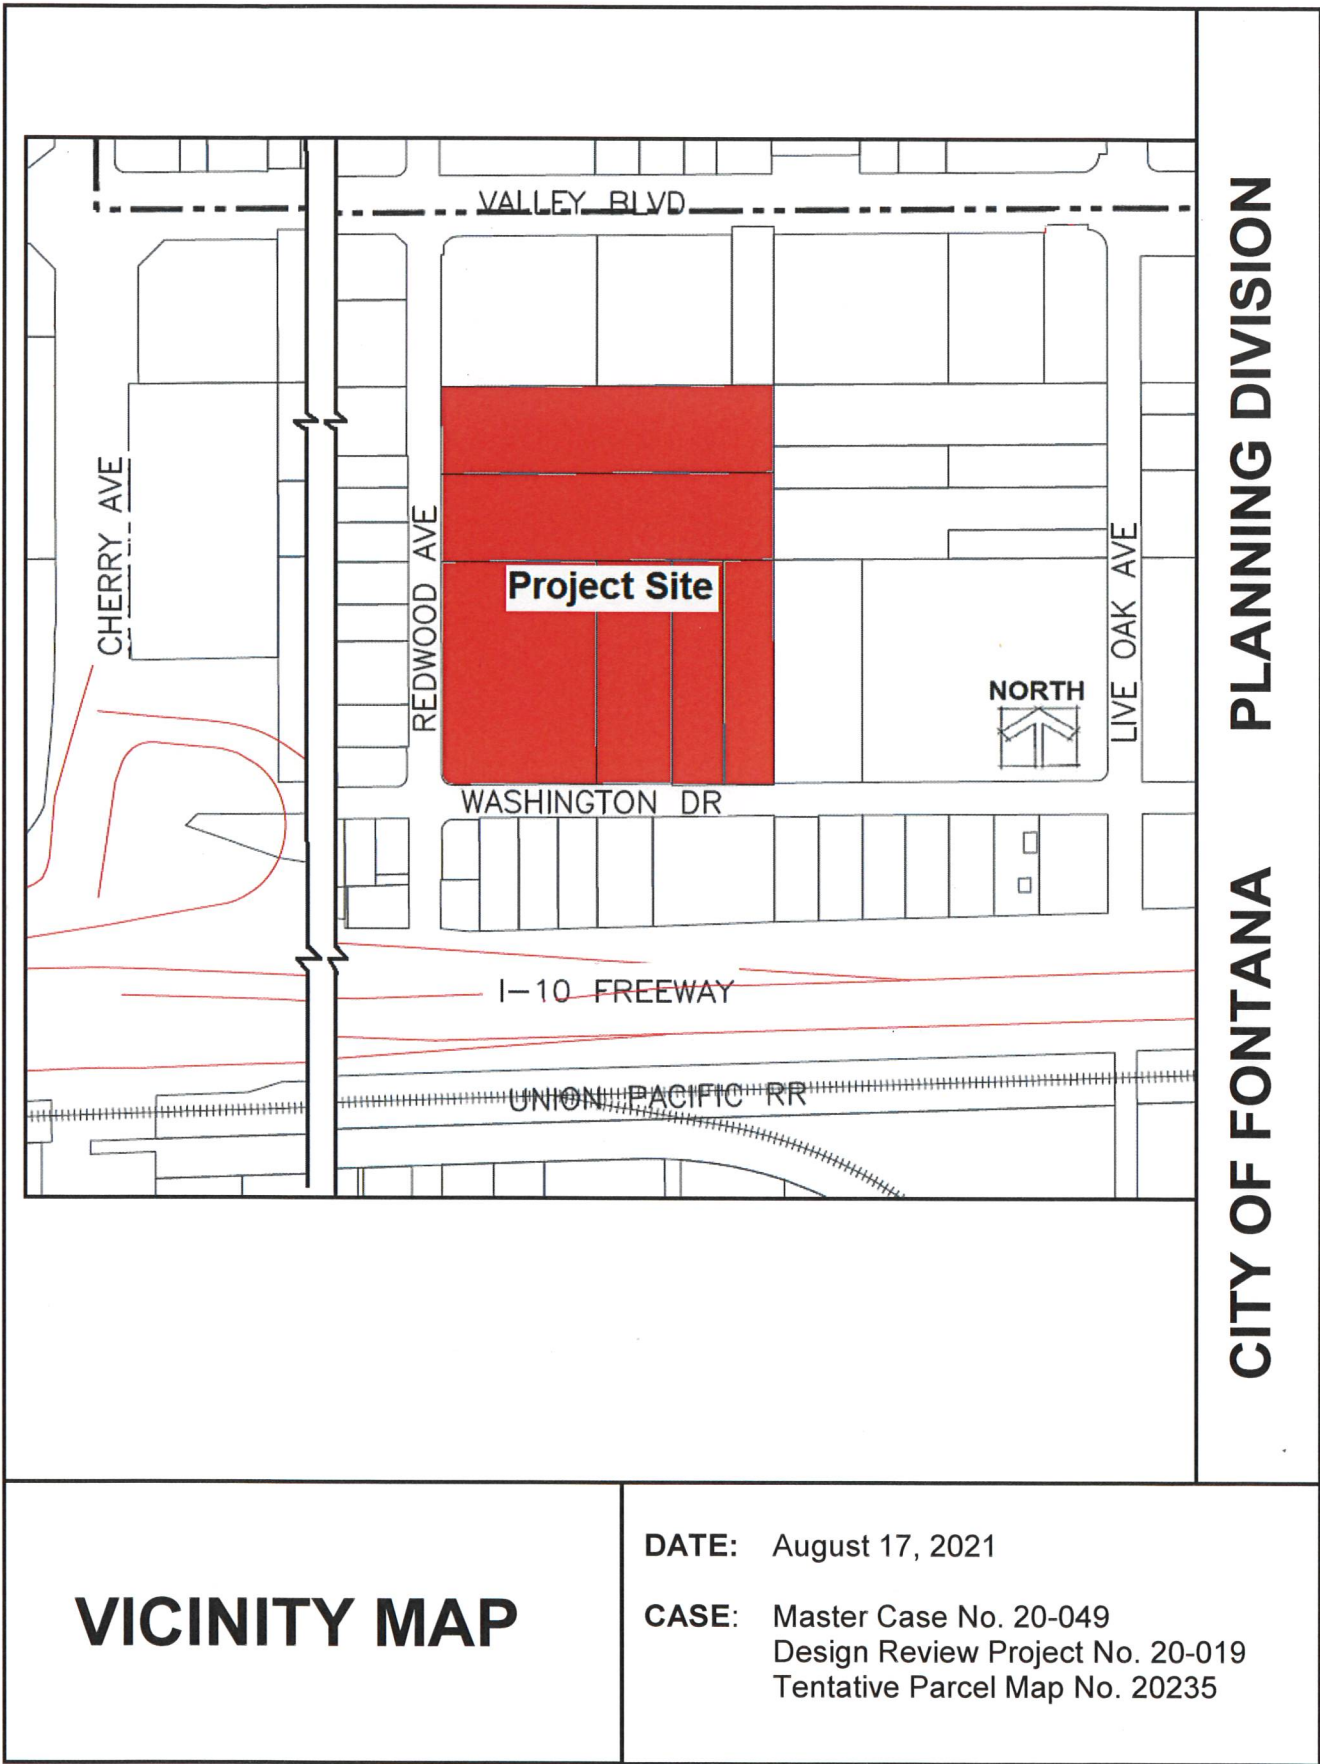 VALLEY BLVD
CHERRY AVE
REDWOOD AVE
Project Site
LIVE OAK AVE
NORTH
WASHINGTON DR
I-10 FREEWAY
UNION PACIFIC RR
CITY OF FONTANA PLANNING DIVISION
VICINITY MAP
DATE: August 17, 2021
CASE: Master Case No. 20-049
Design Review Project No. 20-019
Tentative Parcel Map No. 20235